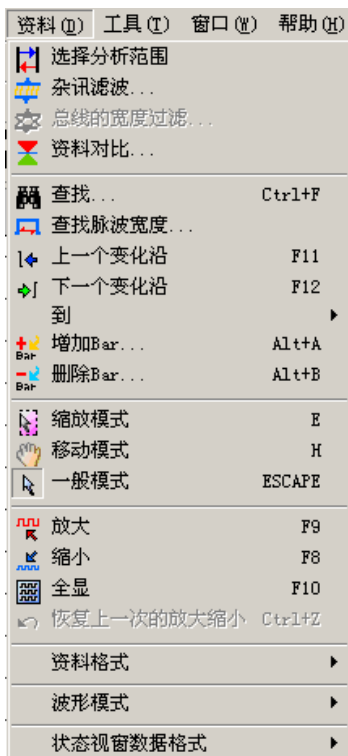 资料(D) 工具(T) 窗口(W) 帮助(H)
选择分析范围
杂讯滤波...
总线的宽度过滤...
资料对比...
查找... Ctrl+F
查找脉波宽度...
上一个变化沿 F11
下一个变化沿 F12
到
增加Bar... Alt+A
删除Bar... Alt+B
缩放模式 E
移动模式 H
一般模式 ESCAPE
放大 F9
缩小 F8
全显 F10
恢复上一次的放大缩小 Ctrl+Z
资料格式
波形模式
状态视窗数据格式